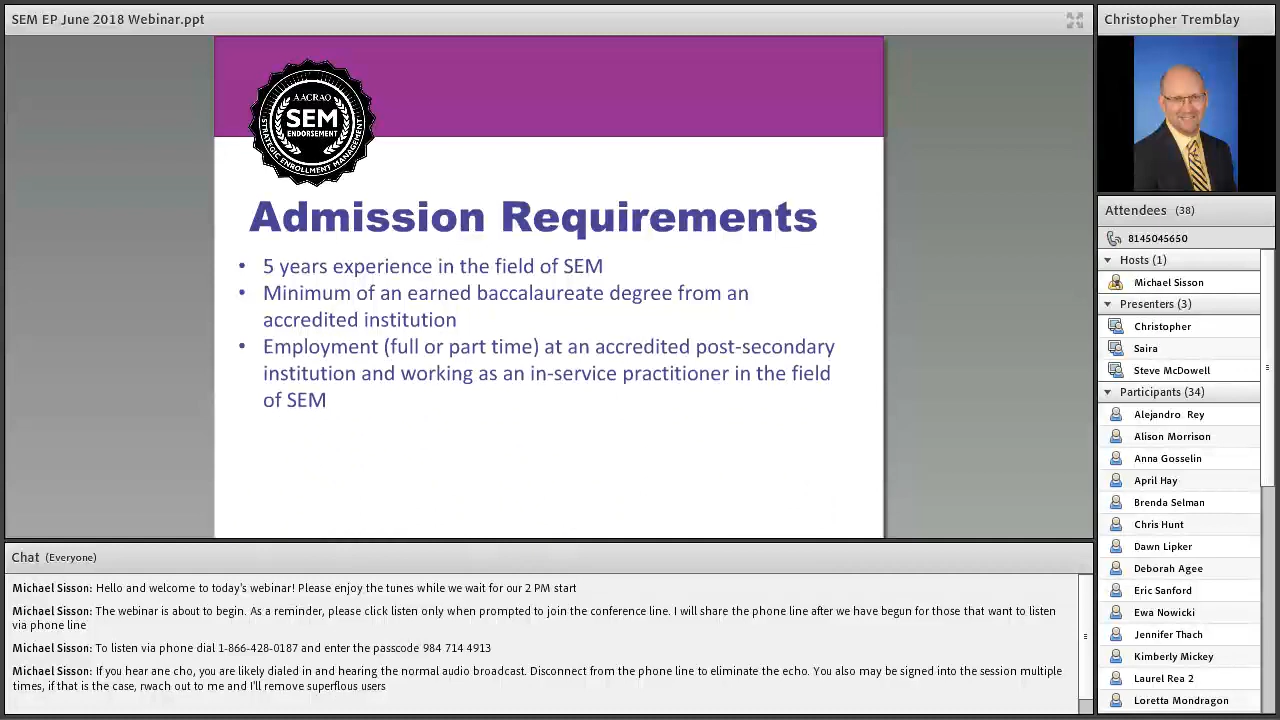 SEM EP June 2018 Webinar.ppt
AACRAO
SEM
ENDORSEMENT
STRATEGIC ENROLLMENT MANAGEMENT
Admission Requirements
• 5 years experience in the field of SEM
• Minimum of an earned baccalaureate degree from an
accredited institution
• Employment (full or part time) at an accredited post-secondary
institution and working as an in-service practitioner in the field
of SEM
Chat (Everyone)
Michael Sisson: Hello and welcome to today's webinar! Please enjoy the tunes while we wait for our 2 PM start
Michael Sisson: The webinar is about to begin. As a reminder, please click listen only when prompted to join the conference line. I will share the phone line after we have begun for those that want to listen
via phone line
Michael Sisson: To listen via phone dial 1-866-428-0187 and enter the passcode 984 714 4913
Michael Sisson: If you hear ane cho, you are likely dialed in and hearing the normal audio broadcast. Disconnect from the phone line to eliminate the echo. You also may be signed into the session multiple
times, if that is the case, rwach out to me and I'll remove superflous users
Christopher Tremblay
Attendees (38)
8145045650
Hosts (1)
Michael Sisson
Presenters (3)
Christopher
Saira
Steve McDowell
Participants (34)
Alejandro Rey
Alison Morrison
Anna Gosselin
April Hay
Brenda Selman
Chris Hunt
Dawn Lipker
Deborah Agee
Eric Sanford
Ewa Nowicki
Jennifer Thach
Kimberly Mickey
Laurel Rea 2
Loretta Mondragon